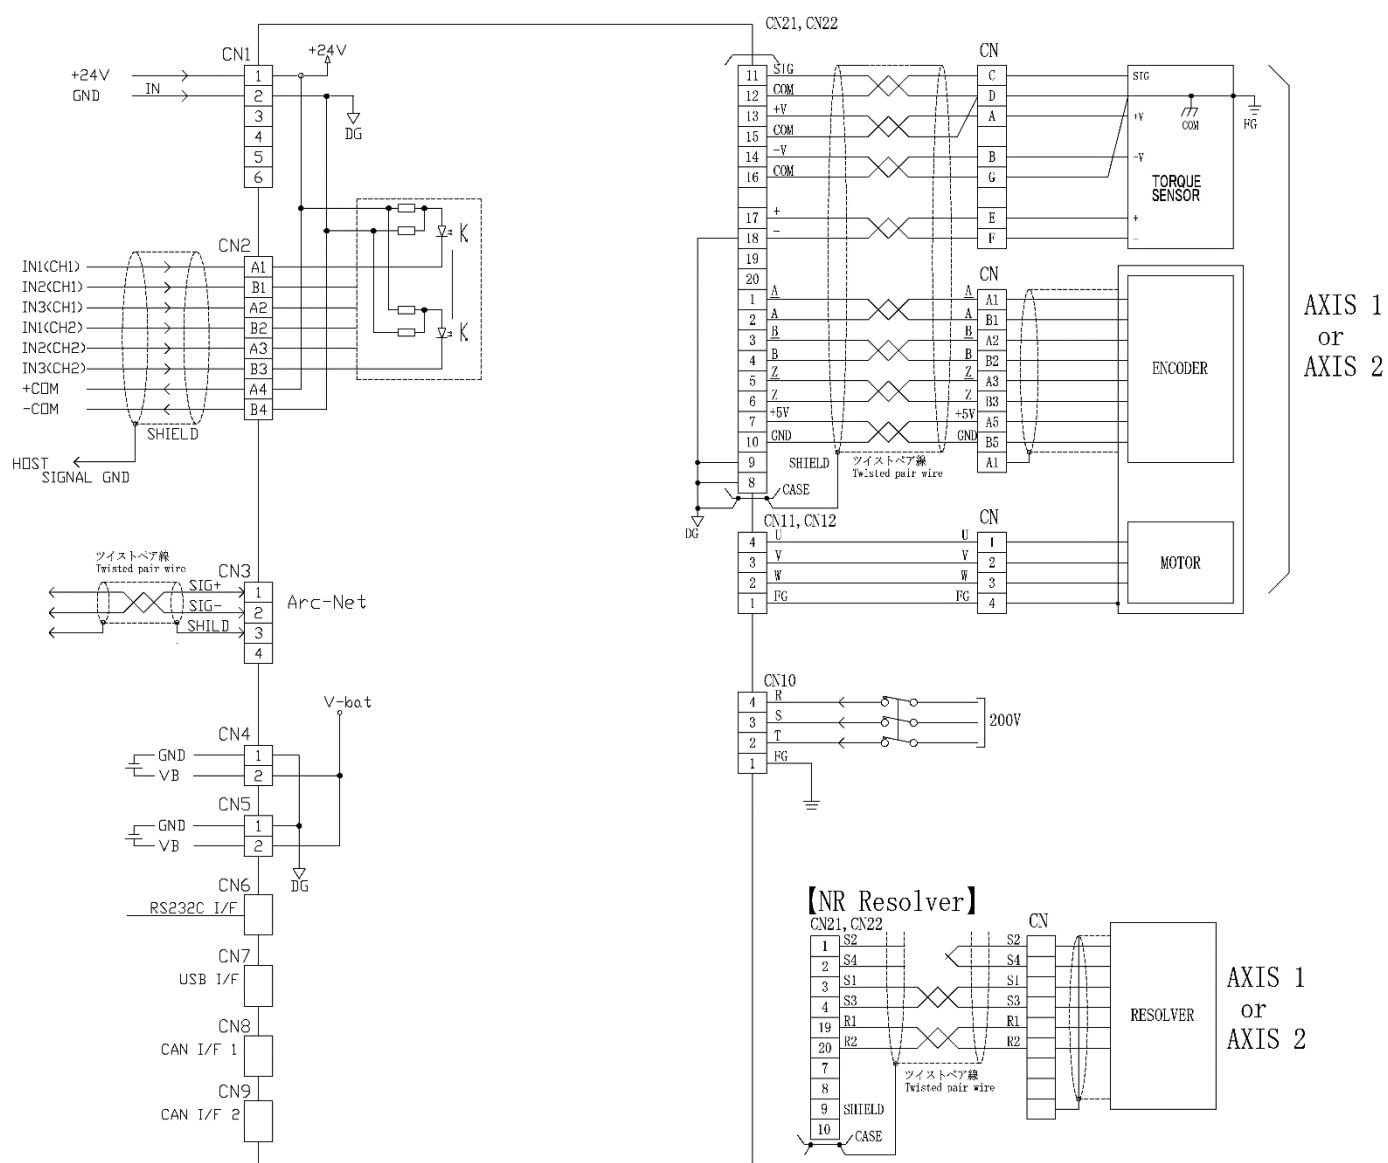 CN1
+24V
+24V
GND
IN
1
2
3
4
5
6
DG
CN2
IN1(CH1)
IN2(CH1)
IN3(CH1)
IN1(CH2)
IN2(CH2)
IN3(CH2)
+COM
-COM
A1
B1
A2
B2
A3
B3
A4
B4
K
K
SHIELD
HOST
SIGNAL GND
ツイストペア線
Twisted pair wire
CN3
SIG+
SIG-
SHILD
1
2
3
4
Arc-Net
V-bat
CN4
GND
VB
1
2
CN5
GND
VB
1
2
DG
CN6
RS232C I/F
CN7
USB I/F
CN8
CAN I/F 1
CN9
CAN I/F 2
CN21, CN22
11 SIG
12 COM
13 +V
15 COM
14 -V
16 COM
17 +
18 -
19
20
1 A
2 A
3 B
4 B
5 Z
6 Z
7 +5V
10 GND
9 SHIELD
8
CASE
DG
ツイストペア線
Twisted pair wire
CN
C
D
A
B
G
E
F
SIG
+V
-V
+
-
COM
FG
TORQUE
SENSOR
CN
A A1
A B1
B A2
B B2
Z A3
Z B3
+5V A5
GND B5
A1
ENCODER
AXIS 1
or
AXIS 2
CN11, CN12
4 U
3 V
2 W
1 FG
CN
U 1
V 2
W 3
FG 4
MOTOR
CN10
4 R
3 S
2 T
1 FG
200V
【NR Resolver】
CN21, CN22
1 S2
2 S4
3 S1
4 S3
19 R1
20 R2
7
8
9 SHIELD
10
CASE
ツイストペア線
Twisted pair wire
CN
S2
S4
S1
S3
R1
R2
RESOLVER
AXIS 1
or
AXIS 2